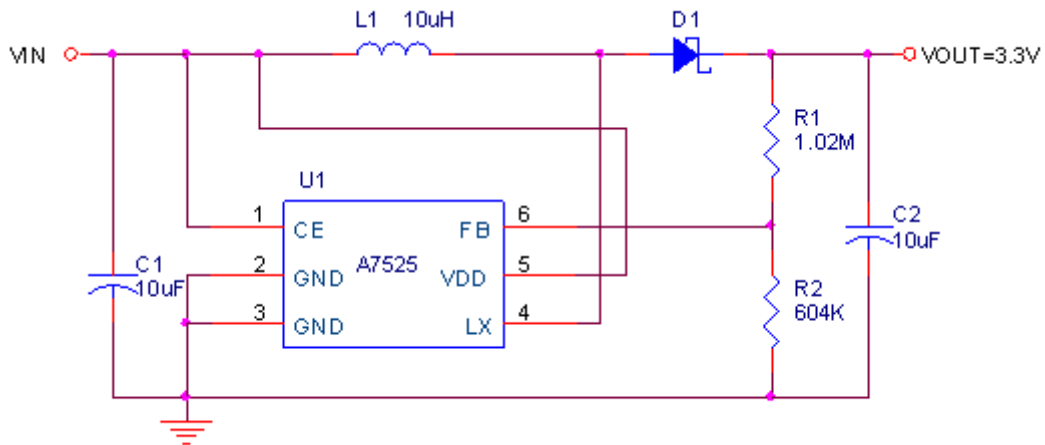 L1 10uH
D1
VIN
VOUT=3.3V
R1
1.02M
U1
1 CE FB 6
C2
10uF
C1
10uF
2 GND A7525 VDD 5
R2
604K
3 GND LX 4